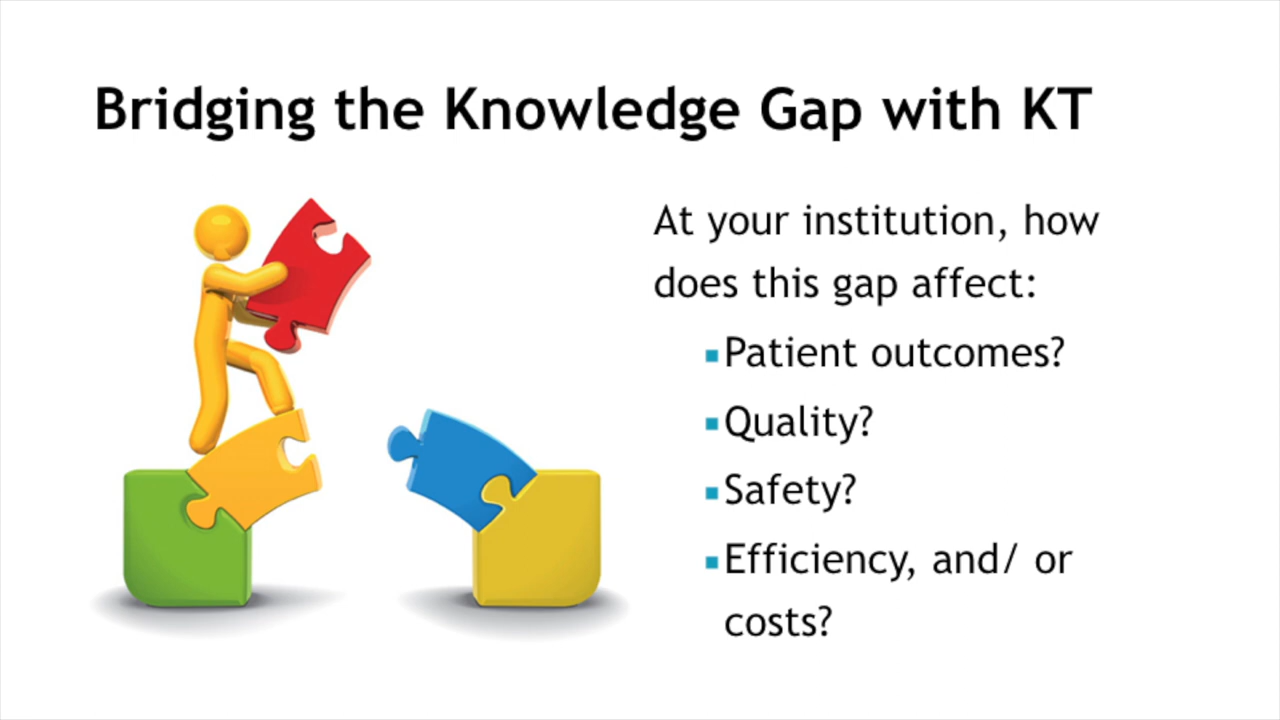 Bridging the Knowledge Gap with KT
At your institution, how
does this gap affect:
▪Patient outcomes?
▪Quality?
▪Safety?
▪Efficiency, and/ or
costs?